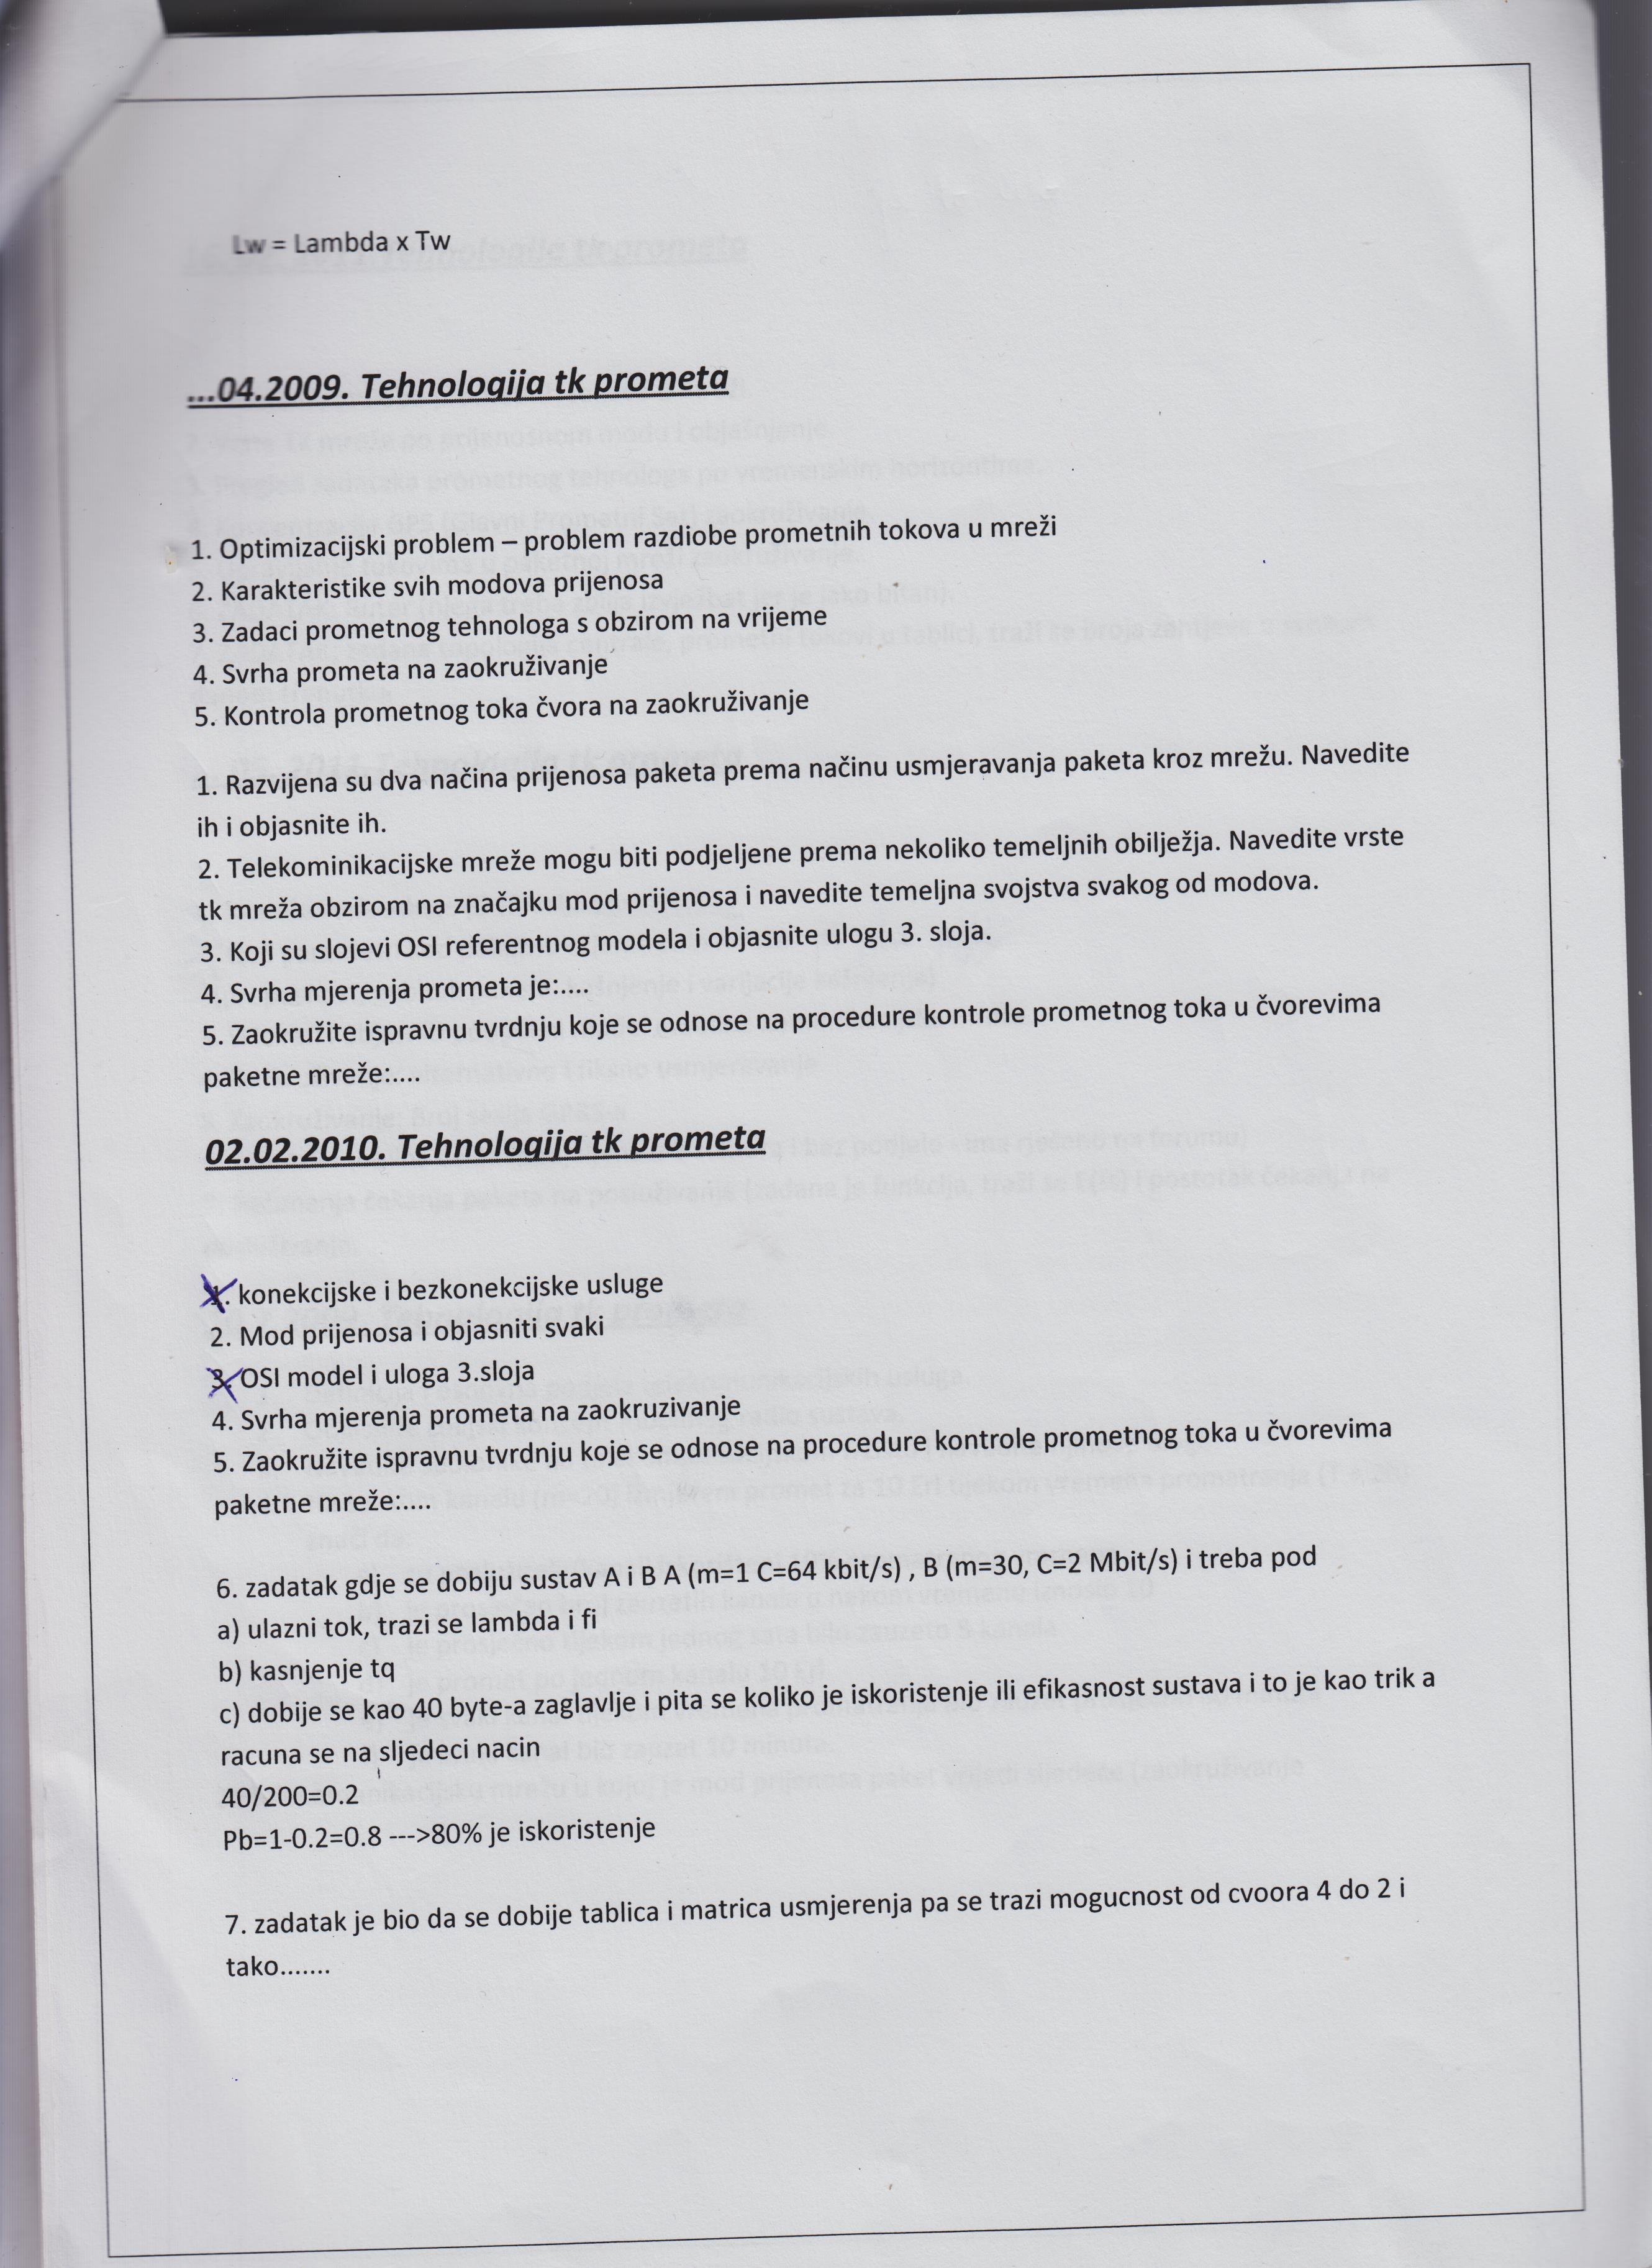 Lw = Lambda x Tw
...04.2009. Tehnologija tk prometa
1. Optimizacijski problem – problem razdiobe prometnih tokova u mreži
2. Karakteristike svih modova prijenosa
3. Zadaci prometnog tehnologa s obzirom na vrijeme
4. Svrha prometa na zaokruživanje
5. Kontrola prometnog toka čvora na zaokruživanje
1. Razvijena su dva načina prijenosa paketa prema načinu usmjeravanja paketa kroz mrežu. Navedite
ih i objasnite ih.
2. Telekominikacijske mreže mogu biti podjeljene prema nekoliko temeljnih obilježja. Navedite vrste
tk mreža obzirom na značajku mod prijenosa i navedite temeljna svojstva svakog od modova.
3. Koji su slojevi OSI referentnog modela i objasnite ulogu 3. sloja.
4. Svrha mjerenja prometa je:....
5. Zaokružite ispravnu tvrdnju koje se odnose na procedure kontrole prometnog toka u čvorevima
paketne mreže:....
02.02.2010. Tehnologija tk prometa
1. konekcijske i bezkonekcijske usluge
2. Mod prijenosa i objasniti svaki
3. OSI model i uloga 3.sloja
4. Svrha mjerenja prometa na zaokruzivanje
5. Zaokružite ispravnu tvrdnju koje se odnose na procedure kontrole prometnog toka u čvorevima
paketne mreže:....
6. zadatak gdje se dobiju sustav A i B A (m=1 C=64 kbit/s) , B (m=30, C=2 Mbit/s) i treba pod
a) ulazni tok, trazi se lambda i fi
b) kasnjenje tq
c) dobije se kao 40 byte-a zaglavlje i pita se koliko je iskoristenje ili efikasnost sustava i to je kao trik a
racuna se na sljedeci nacin
40/200=0.2
Pb=1-0.2=0.8 --->80% je iskoristenje
7. zadatak je bio da se dobije tablica i matrica usmjerenja pa se trazi mogucnost od cvoora 4 do 2 i
tako.......